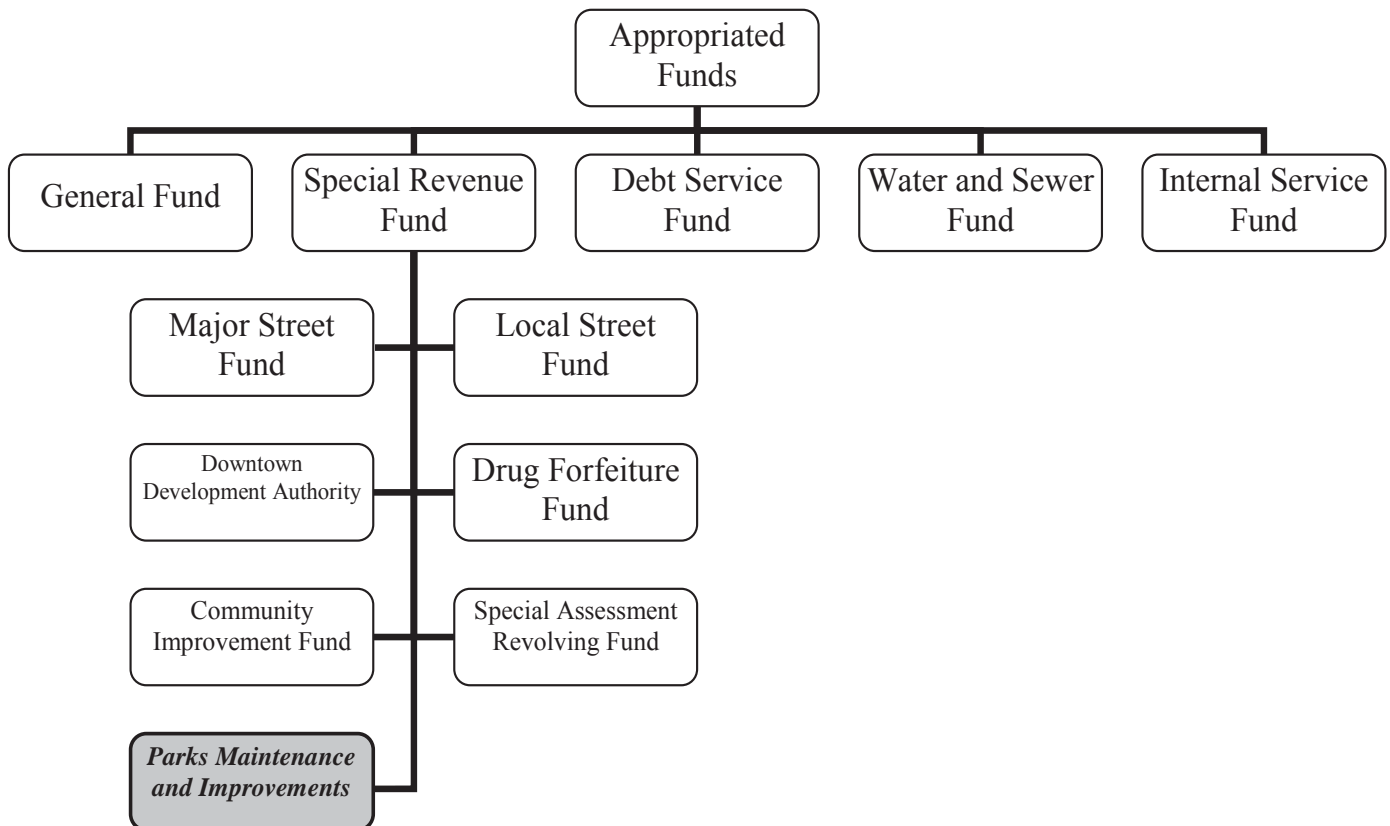 Appropriated
Funds
General Fund
Special Revenue
Fund
Debt Service
Fund
Water and Sewer
Fund
Internal Service
Fund
Major Street
Fund
Local Street
Fund
Downtown
Development Authority
Drug Forfeiture
Fund
Community
Improvement Fund
Special Assessment
Revolving Fund
Parks Maintenance
and Improvements